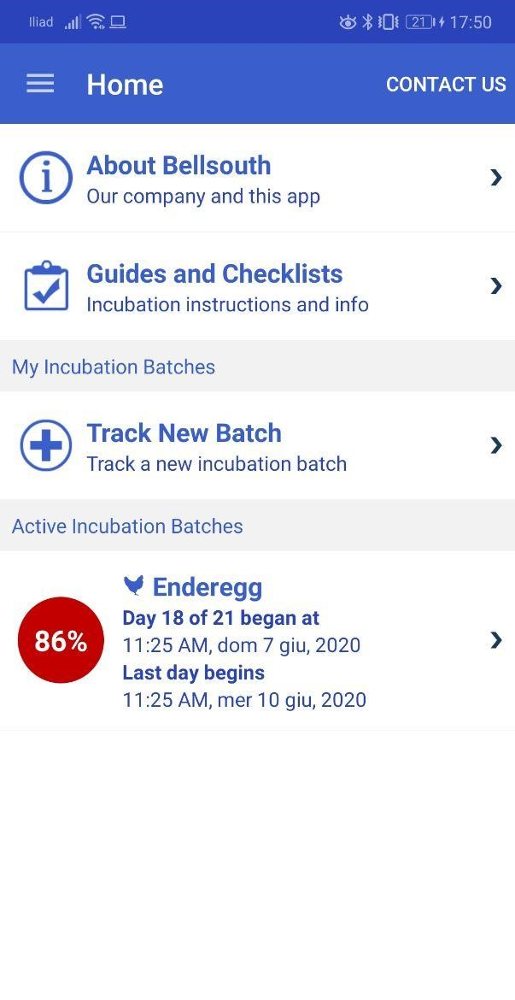 Iliad 21 17:50
Home CONTACT US
About Bellsouth
Our company and this app
Guides and Checklists
Incubation instructions and info
My Incubation Batches
Track New Batch
Track a new incubation batch
Active Incubation Batches
Enderegg
Day 18 of 21 began at
86%
11:25 AM, dom 7 giu, 2020
Last day begins
11:25 AM, mer 10 giu, 2020